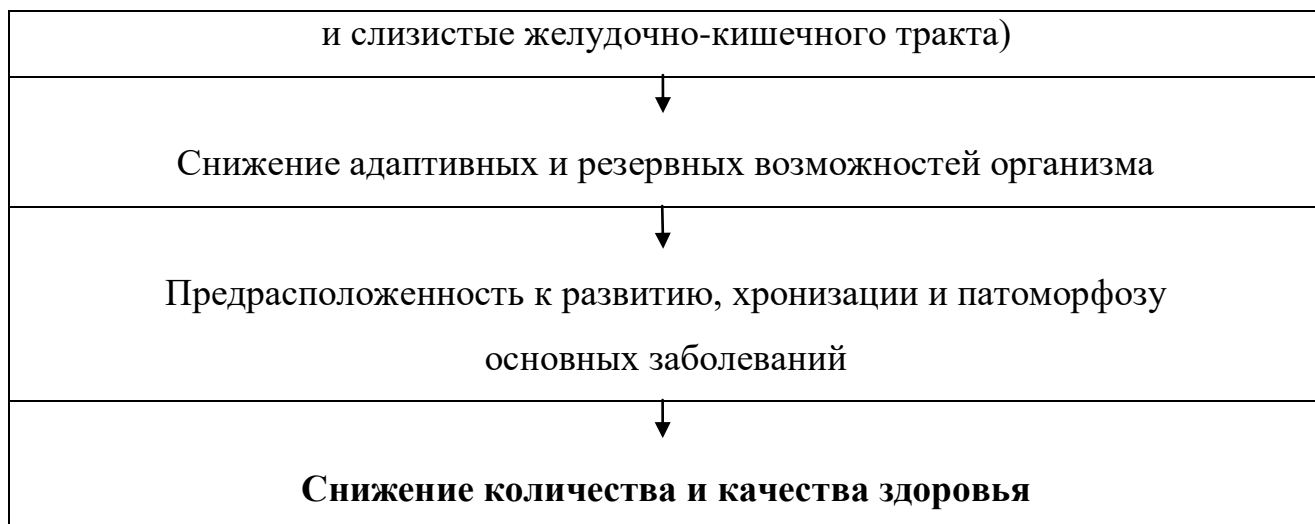 и слизистые желудочно-кишечного тракта)
Снижение адаптивных и резервных возможностей организма
Предрасположенность к развитию, хронизации и патоморфозу
основных заболеваний
Снижение количества и качества здоровья